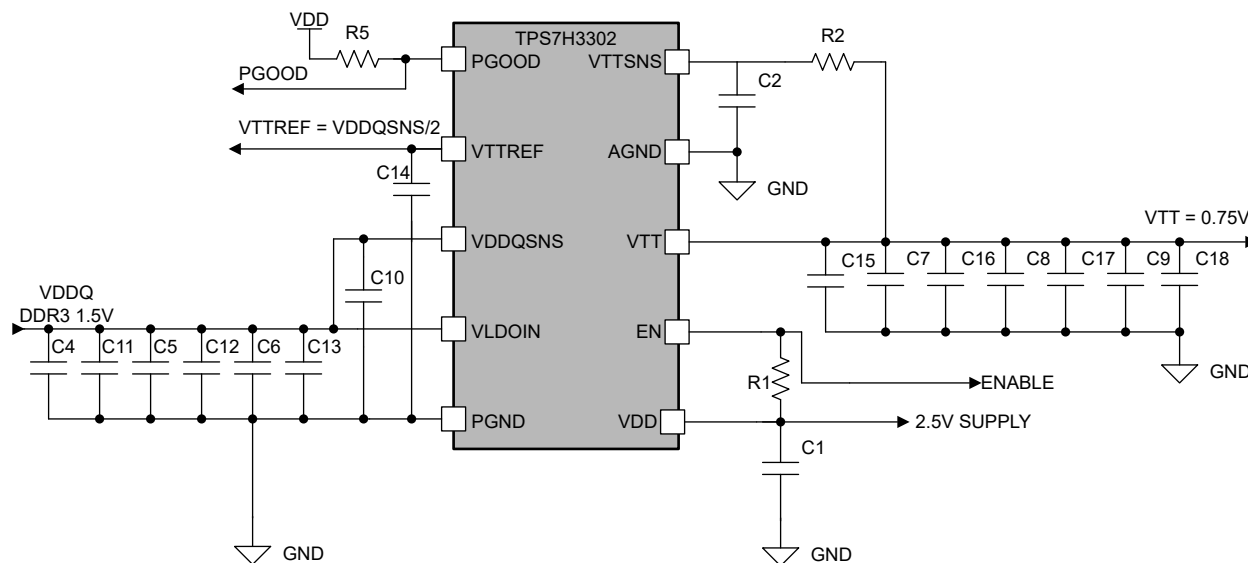 VDD
R5
PGOOD
VTTREF = VDDQSNS/2
C14
C10
VDDQ
DDR3 1.5V
C4 C11 C5 C12 C6 C13
GND
TPS7H3302
PGOOD VTTSNS
VTTREF AGND
VDDQSNS VTT
VLDOIN EN
PGND VDD
R2
C2
GND
VTT = 0.75V
C15 C7 C16 C8 C17 C9 C18
GND
R1
ENABLE
2.5V SUPPLY
C1
GND